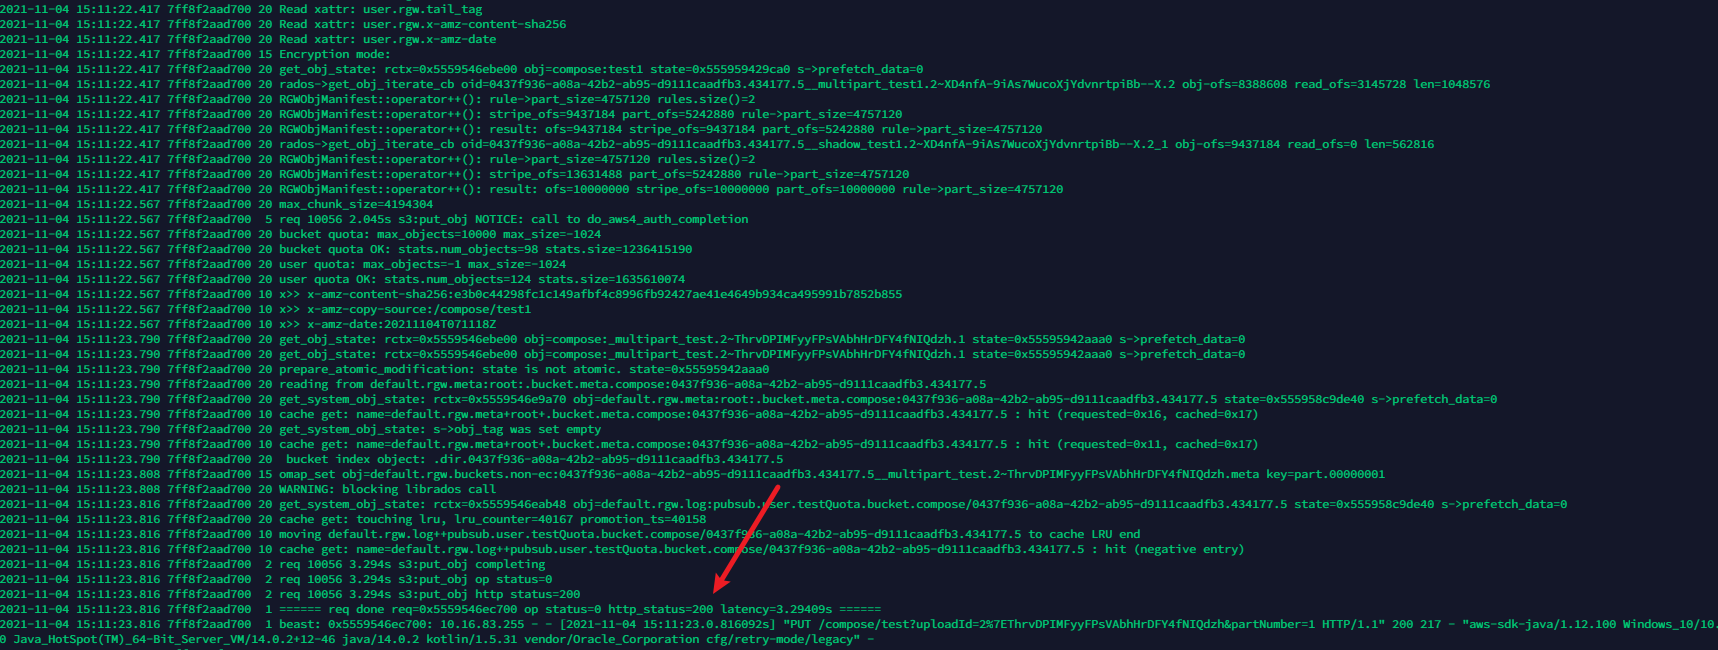 2021-11-04 15:11:22.417 7ff8f2aad700 20 Read xattr: user.rgw.tail_tag
2021-11-04 15:11:22.417 7ff8f2aad700 20 Read xattr: user.rgw.x-amz-content-sha256
2021-11-04 15:11:22.417 7ff8f2aad700 20 Read xattr: user.rgw.x-amz-date
2021-11-04 15:11:22.417 7ff8f2aad700 15 Encryption mode:
2021-11-04 15:11:22.417 7ff8f2aad700 20 get_obj_state: rctx=0x5559546ebe00 obj=compose:test1 state=0x555959429ca0 s->prefetch_data=0
2021-11-04 15:11:22.417 7ff8f2aad700 20 rados->get_obj_iterate_cb oid=0437f936-a08a-42b2-ab95-d9111caadfb3.434177.5__multipart_test1.2~XD4nfA-9iAs7WucoXjYdvnrtpiBb--X.2 obj-ofs=8388608 read_ofs=3145728 len=1048576
2021-11-04 15:11:22.417 7ff8f2aad700 20 RGWObjManifest::operator++(): rule->part_size=4757120 rules.size()=2
2021-11-04 15:11:22.417 7ff8f2aad700 20 RGWObjManifest::operator++(): stripe_ofs=9437184 part_ofs=5242880 rule->part_size=4757120
2021-11-04 15:11:22.417 7ff8f2aad700 20 RGWObjManifest::operator++(): result: ofs=9437184 stripe_ofs=9437184 part_ofs=5242880 rule->part_size=4757120
2021-11-04 15:11:22.417 7ff8f2aad700 20 rados->get_obj_iterate_cb oid=0437f936-a08a-42b2-ab95-d9111caadfb3.434177.5__shadow_test1.2~XD4nfA-9iAs7WucoXjYdvnrtpiBb--X.2_1 obj-ofs=9437184 read_ofs=0 len=562816
2021-11-04 15:11:22.417 7ff8f2aad700 20 RGWObjManifest::operator++(): rule->part_size=4757120 rules.size()=2
2021-11-04 15:11:22.417 7ff8f2aad700 20 RGWObjManifest::operator++(): stripe_ofs=13631488 part_ofs=5242880 rule->part_size=4757120
2021-11-04 15:11:22.417 7ff8f2aad700 20 RGWObjManifest::operator++(): result: ofs=10000000 stripe_ofs=10000000 part_ofs=10000000 rule->part_size=4757120
2021-11-04 15:11:22.567 7ff8f2aad700 20 max_chunk_size=4194304
2021-11-04 15:11:22.567 7ff8f2aad700  5 req 10056 2.045s s3:put_obj NOTICE: call to do_aws4_auth_completion
2021-11-04 15:11:22.567 7ff8f2aad700 20 bucket quota: max_objects=10000 max_size=-1024
2021-11-04 15:11:22.567 7ff8f2aad700 20 bucket quota OK: stats.num_objects=98 stats.size=1236415190
2021-11-04 15:11:22.567 7ff8f2aad700 20 user quota: max_objects=-1 max_size=-1024
2021-11-04 15:11:22.567 7ff8f2aad700 20 user quota OK: stats.num_objects=124 stats.size=1635610074
2021-11-04 15:11:22.567 7ff8f2aad700 10 x>> x-amz-content-sha256:e3b0c44298fc1c149afbf4c8996fb92427ae41e4649b934ca495991b7852b855
2021-11-04 15:11:22.567 7ff8f2aad700 10 x>> x-amz-copy-source:/compose/test1
2021-11-04 15:11:22.567 7ff8f2aad700 10 x>> x-amz-date:20211104T071118Z
2021-11-04 15:11:23.790 7ff8f2aad700 20 get_obj_state: rctx=0x5559546ebe00 obj=compose:_multipart_test.2~ThrvDPIMFyyFPsVAbhHrDFY4fNIQdzh.1 state=0x55595942aaa0 s->prefetch_data=0
2021-11-04 15:11:23.790 7ff8f2aad700 20 get_obj_state: rctx=0x5559546ebe00 obj=compose:_multipart_test.2~ThrvDPIMFyyFPsVAbhHrDFY4fNIQdzh.1 state=0x55595942aaa0 s->prefetch_data=0
2021-11-04 15:11:23.790 7ff8f2aad700 20 prepare_atomic_modification: state is not atomic. state=0x55595942aaa0
2021-11-04 15:11:23.790 7ff8f2aad700 20 reading from default.rgw.meta:root:.bucket.meta.compose:0437f936-a08a-42b2-ab95-d9111caadfb3.434177.5
2021-11-04 15:11:23.790 7ff8f2aad700 20 get_system_obj_state: rctx=0x5559546e9a70 obj=default.rgw.meta:root:.bucket.meta.compose:0437f936-a08a-42b2-ab95-d9111caadfb3.434177.5 state=0x555958c9de40 s->prefetch_data=0
2021-11-04 15:11:23.790 7ff8f2aad700 10 cache get: name=default.rgw.meta+root+.bucket.meta.compose:0437f936-a08a-42b2-ab95-d9111caadfb3.434177.5 : hit (requested=0x16, cached=0x17)
2021-11-04 15:11:23.790 7ff8f2aad700 20 get_system_obj_state: s->obj_tag was set empty
2021-11-04 15:11:23.790 7ff8f2aad700 10 cache get: name=default.rgw.meta+root+.bucket.meta.compose:0437f936-a08a-42b2-ab95-d9111caadfb3.434177.5 : hit (requested=0x11, cached=0x17)
2021-11-04 15:11:23.790 7ff8f2aad700 20  bucket index object: .dir.0437f936-a08a-42b2-ab95-d9111caadfb3.434177.5
2021-11-04 15:11:23.808 7ff8f2aad700 15 omap_set obj=default.rgw.buckets.non-ec:0437f936-a08a-42b2-ab95-d9111caadfb3.434177.5__multipart_test.2~ThrvDPIMFyyFPsVAbhHrDFY4fNIQdzh.meta key=part.00000001
2021-11-04 15:11:23.808 7ff8f2aad700 20 WARNING: blocking librados call
2021-11-04 15:11:23.816 7ff8f2aad700 20 get_system_obj_state: rctx=0x5559546eab48 obj=default.rgw.log:pubsub.user.testQuota.bucket.compose/0437f936-a08a-42b2-ab95-d9111caadfb3.434177.5 state=0x555958c9de40 s->prefetch_data=0
2021-11-04 15:11:23.816 7ff8f2aad700 20 cache get: touching lru, lru_counter=40167 promotion_ts=40158
2021-11-04 15:11:23.816 7ff8f2aad700 10 moving default.rgw.log++pubsub.user.testQuota.bucket.compose/0437f936-a08a-42b2-ab95-d9111caadfb3.434177.5 to cache LRU end
2021-11-04 15:11:23.816 7ff8f2aad700 10 cache get: name=default.rgw.log++pubsub.user.testQuota.bucket.compose/0437f936-a08a-42b2-ab95-d9111caadfb3.434177.5 : hit (negative entry)
2021-11-04 15:11:23.816 7ff8f2aad700  2 req 10056 3.294s s3:put_obj completing
2021-11-04 15:11:23.816 7ff8f2aad700  2 req 10056 3.294s s3:put_obj op status=0
2021-11-04 15:11:23.816 7ff8f2aad700  2 req 10056 3.294s s3:put_obj http status=200
2021-11-04 15:11:23.816 7ff8f2aad700  1 ====== req done req=0x5559546ec700 op status=0 http_status=200 latency=3.29409s ======
2021-11-04 15:11:23.816 7ff8f2aad700  1 beast: 0x5559546ec700: 10.16.83.255 - - [2021-11-04 15:11:23.0.816092s] "PUT /compose/test?uploadId=2%7EThrvDPIMFyyFPsVAbhHrDFY4fNIQdzh&partNumber=1 HTTP/1.1" 200 217 - "aws-sdk-java/1.12.100 Windows_10/10.
0 Java_HotSpot(TM)_64-Bit_Server_VM/14.0.2+12-46 java/14.0.2 kotlin/1.5.31 vendor/Oracle_Corporation cfg/retry-mode/legacy" -